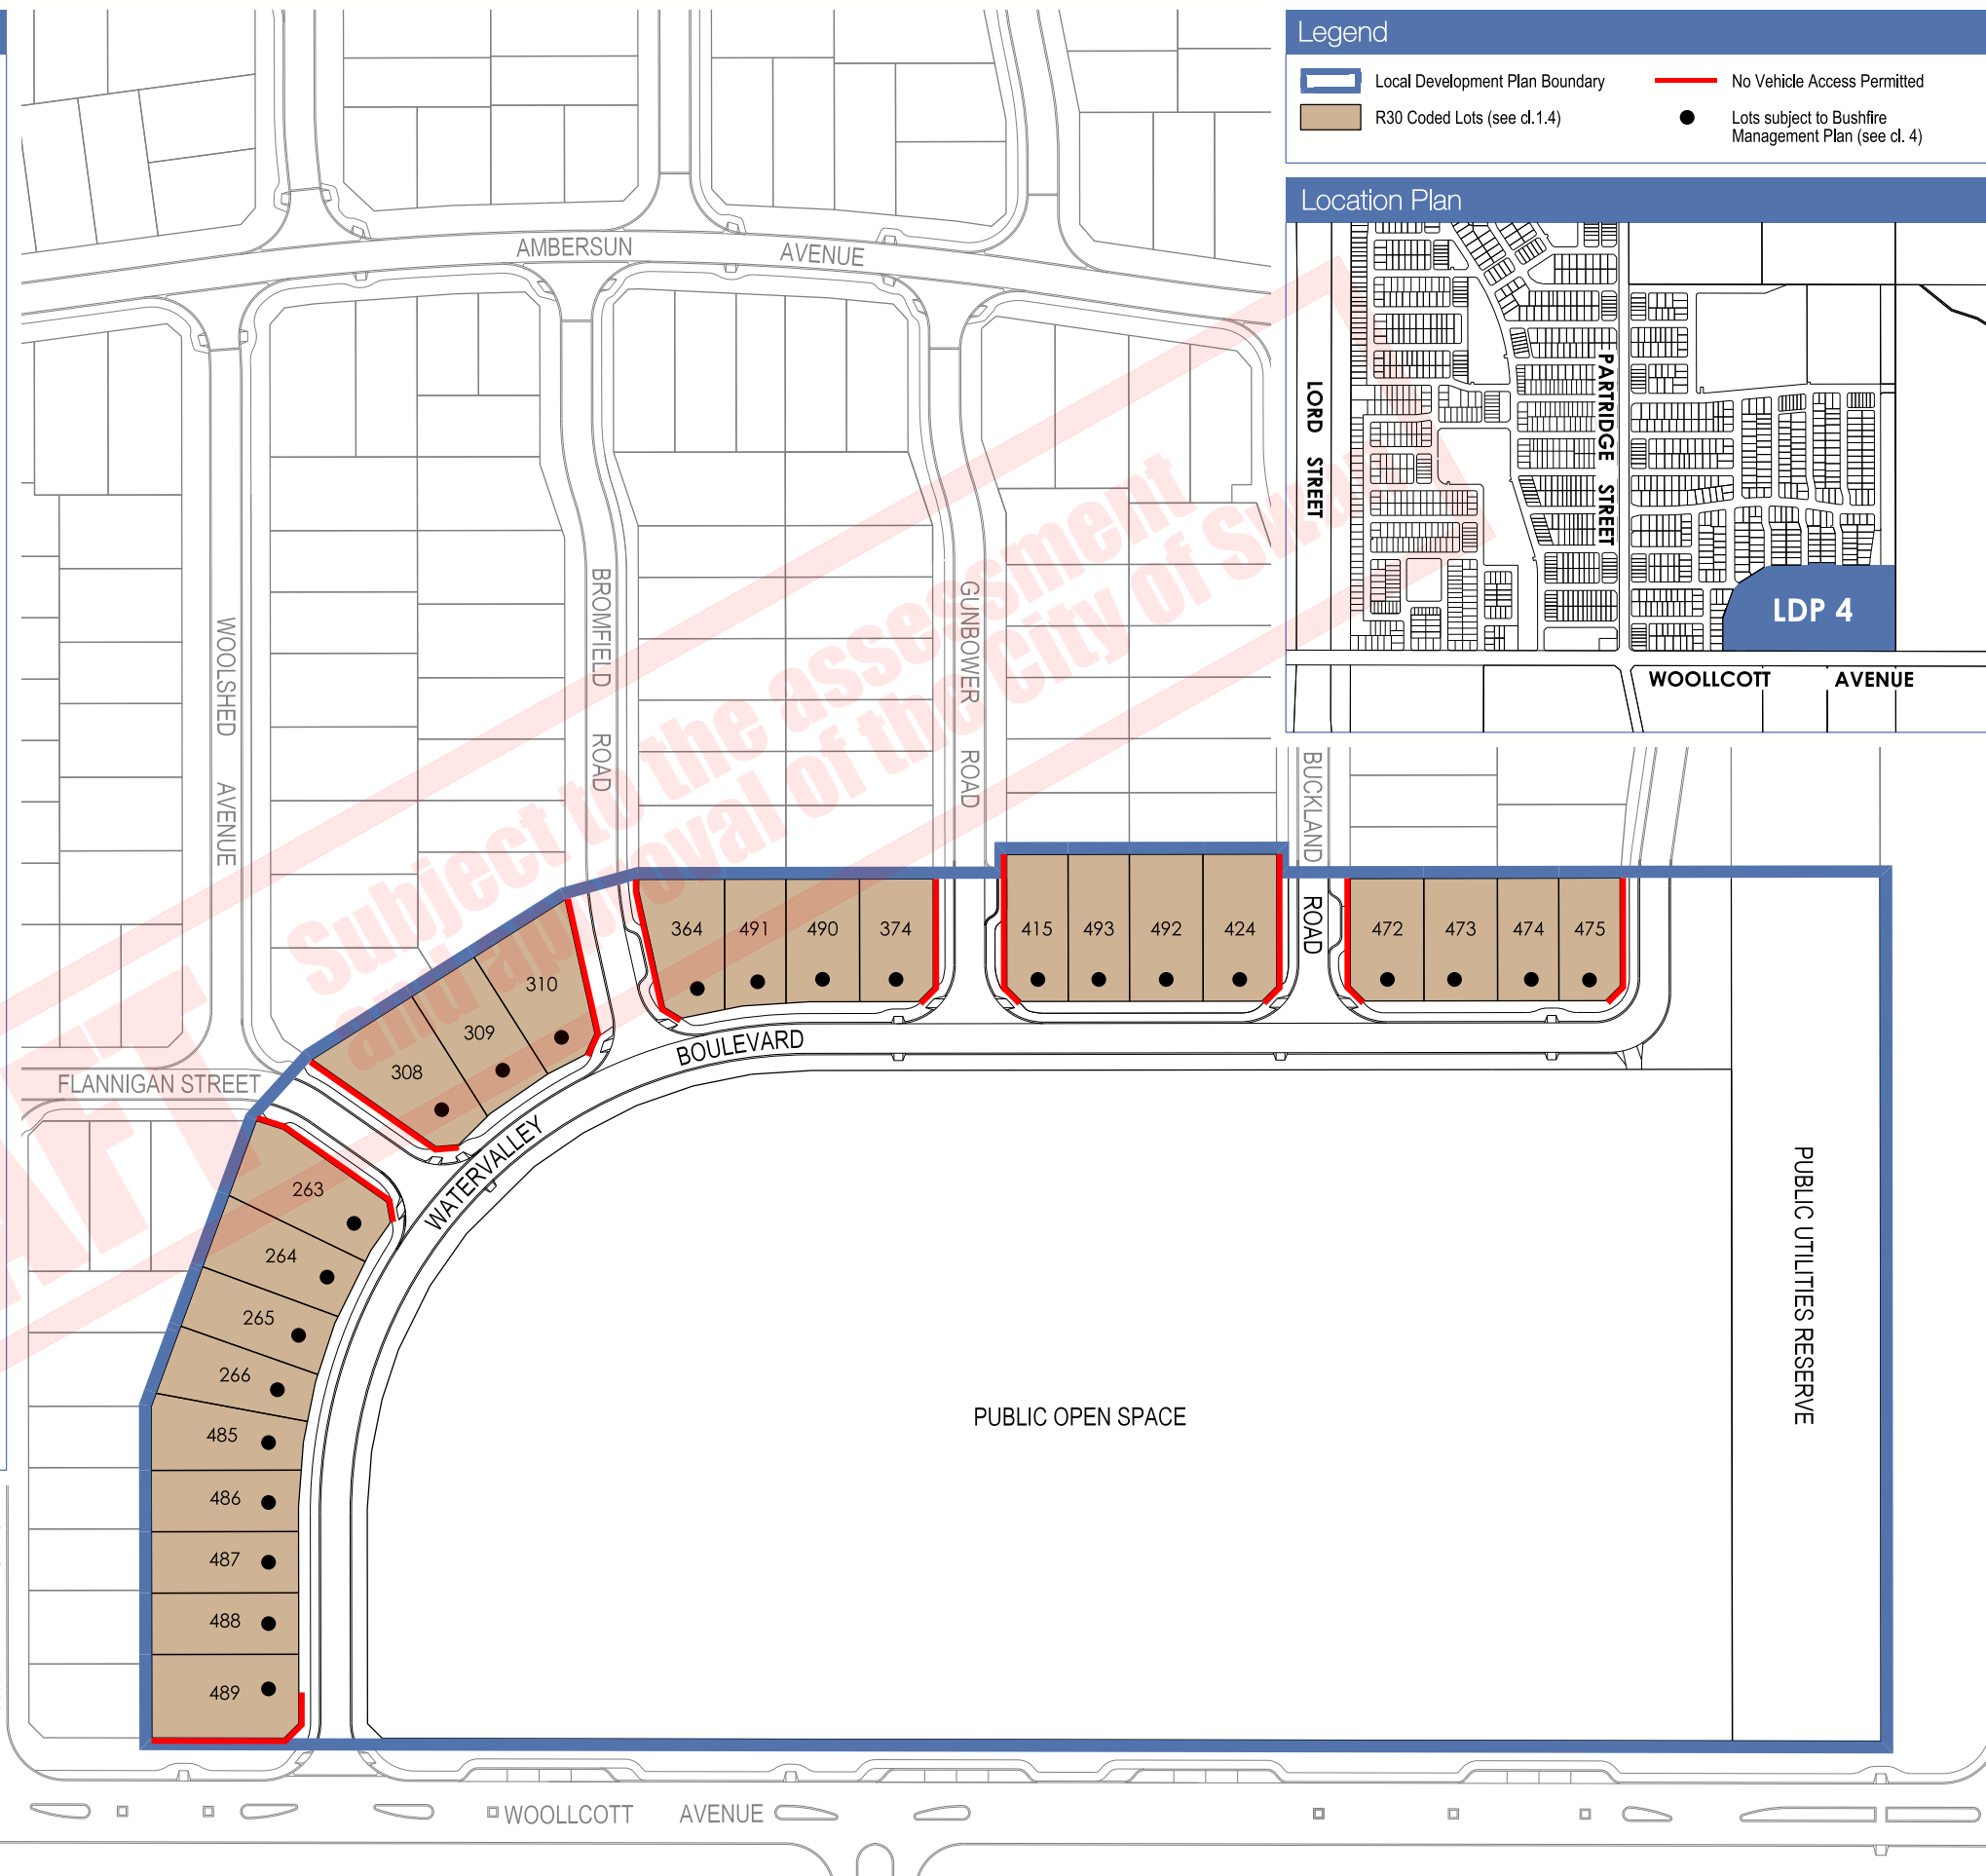 Legend
Local Development Plan Boundary
No Vehicle Access Permitted
R30 Coded Lots (see cl.1.4)
Lots subject to Bushfire
Management Plan (see cl. 4)
Location Plan
LORD STREET
PARTRIDGE STREET
LDP 4
WOOLLCOTT AVENUE
AMBERSUN AVENUE
WOOLSHED AVENUE
BROMFIELD ROAD
GUNBOWER ROAD
BUCKLAND ROAD
FLANNIGAN STREET
WATERVALLEY BOULEVARD
364 491 490 374
415 493 492 424
472 473 474 475
310
309
308
263
264
265
266
485
486
487
488
489
PUBLIC OPEN SPACE
PUBLIC UTILITIES RESERVE
WOOLLCOTT AVENUE
Subject to the assessment
and approval of the City of Swan